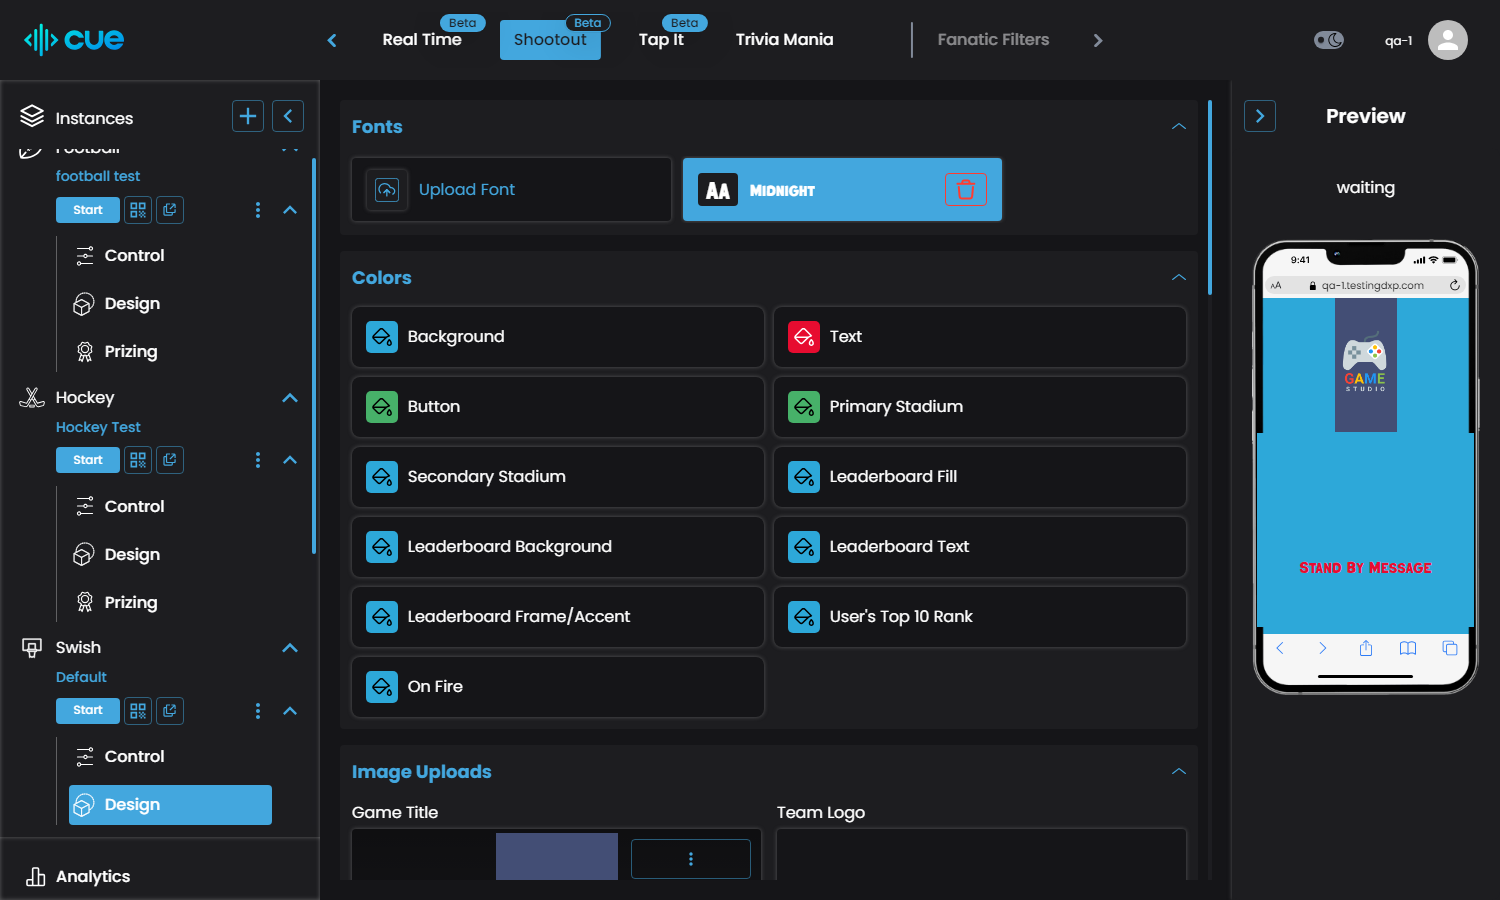 cue
Real Time
Beta
Shootout
Beta
Tap It
Beta
Trivia Mania
Fanatic Filters
qa-1
Instances
Football
football test
Start
Control
Design
Prizing
Hockey
Hockey Test
Start
Control
Design
Prizing
Swish
Default
Start
Control
Design
Analytics
Fonts
Upload Font
AA
Midnight
Colors
Background
Text
Button
Primary Stadium
Secondary Stadium
Leaderboard Fill
Leaderboard Background
Leaderboard Text
Leaderboard Frame/Accent
User's Top 10 Rank
On Fire
Image Uploads
Game Title
Team Logo
Preview
waiting
9:41
AA
qa-1.testingdxp.com
GAME
STUDIO
Stand By Message